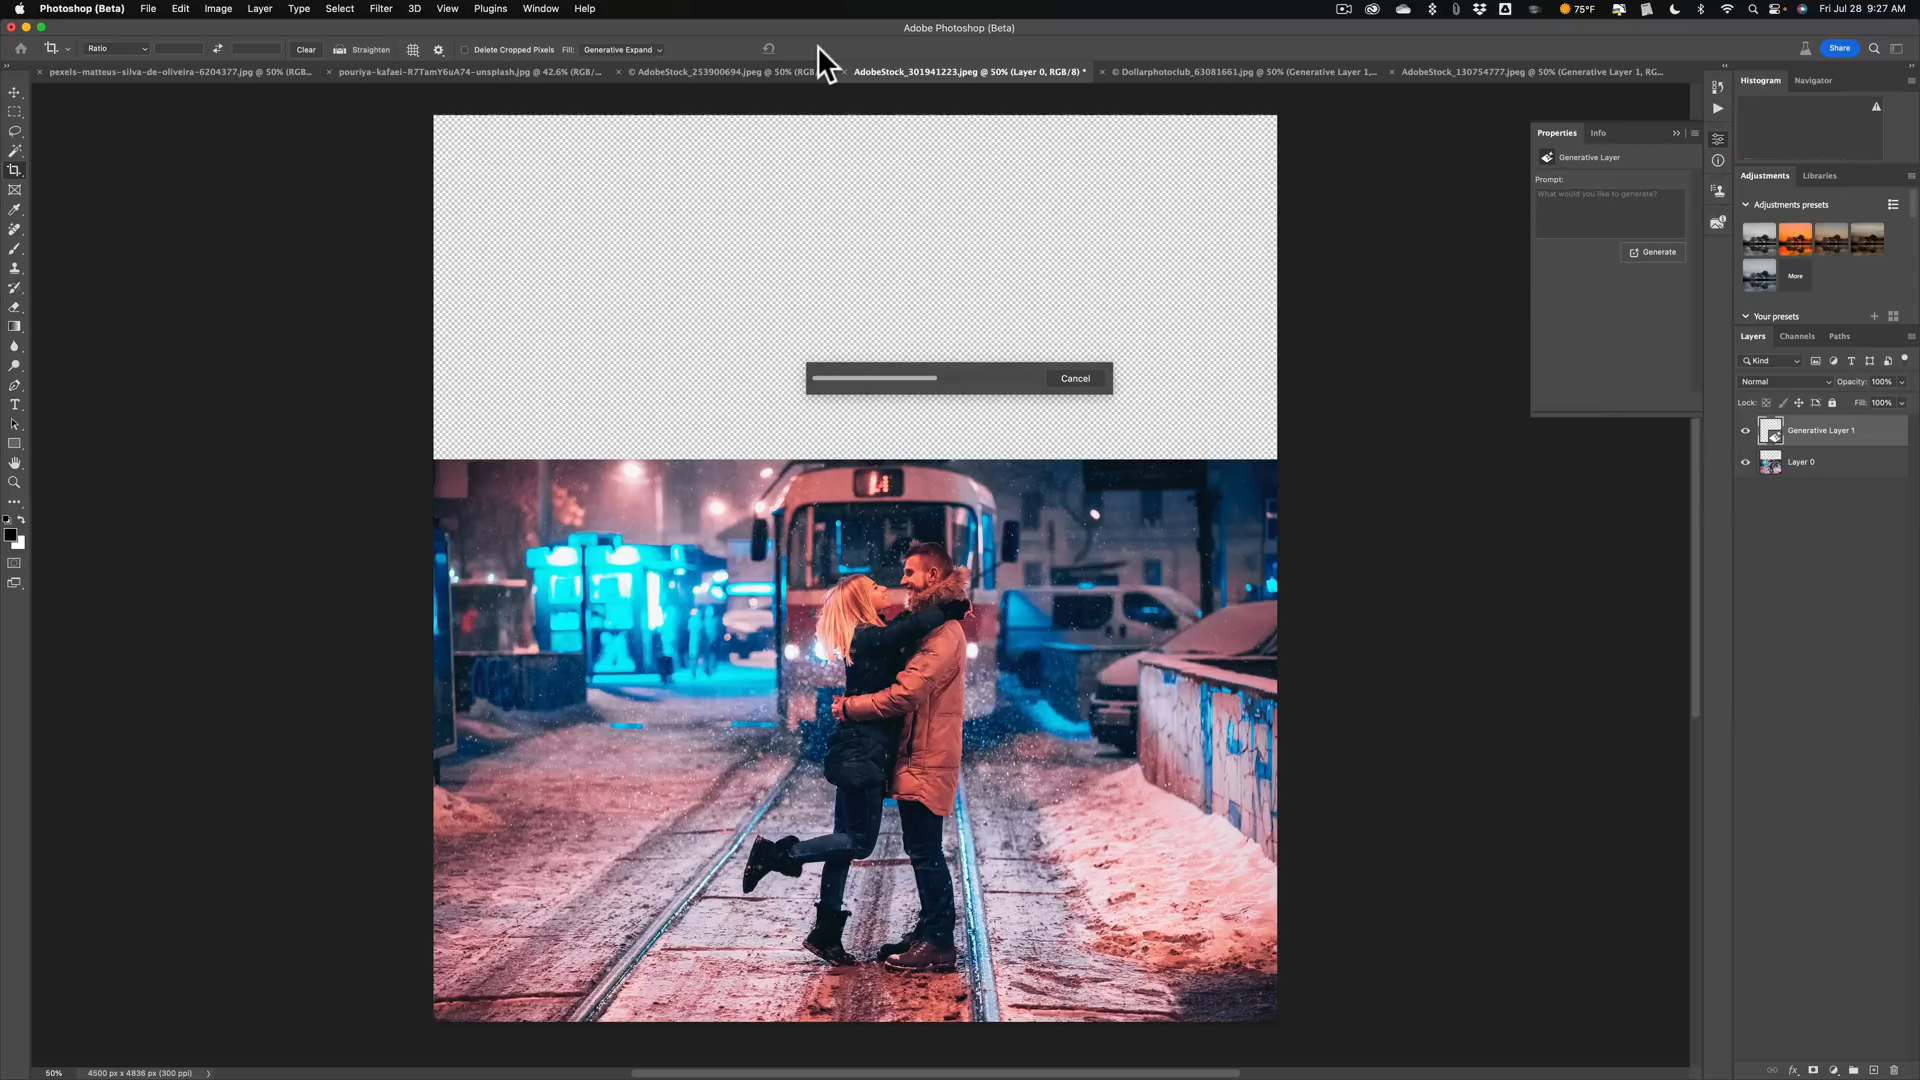 Photoshop (Beta) File Edit Image Layer Type Select Filter 3D View Plugins Window Help 75°F Fri Jul 28 9:27 AM
Adobe Photoshop (Beta)
Ratio Clear Straighten Delete Cropped Pixels Fill: Generative Expand Share
pexels-matteus-silva-de-oliveira-6204377.jpg @ 50% (RGB... pouriya-kafaei-R7TamY6uA74-unsplash.jpg @ 42.6% (RGB/... © AdobeStock_253900694.jpeg @ 50% (RGB AdobeStock_301941223.jpeg @ 50% (Layer 0, RGB/8) * © Dollarphotoclub_63081661.jpg @ 50% (Generative Layer 1,... AdobeStock_130754777.jpeg @ 50% (Generative Layer 1, RG...
Histogram Navigator
Properties Info
Generative Layer
Prompt:
What would you like to generate?
Generate
Adjustments Libraries
Adjustments presets
More
Your presets
Layers Channels Paths
Kind
Normal Opacity: 100%
Lock: Fill: 100%
Generative Layer 1
Layer 0
Cancel
50% 4500 px x 4836 px (300 ppi)